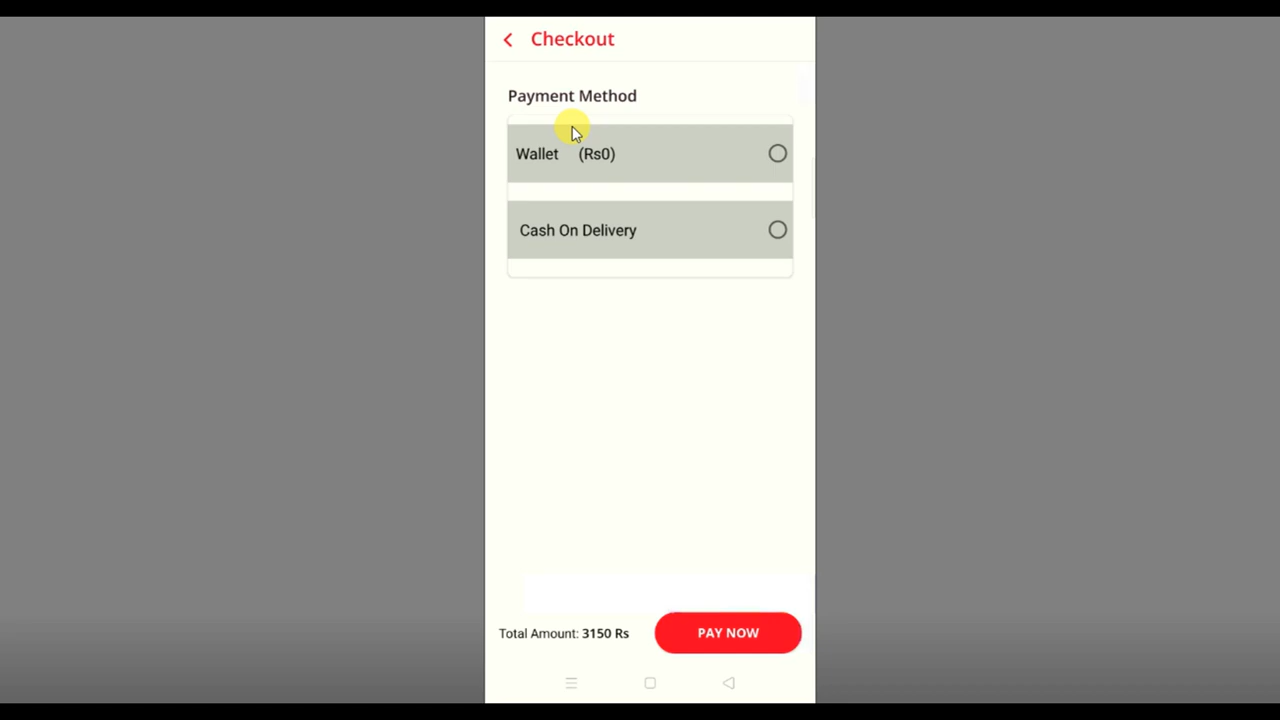 Checkout
Payment Method
Wallet (Rs0)
Cash On Delivery
Total Amount: 3150 Rs
PAY NOW